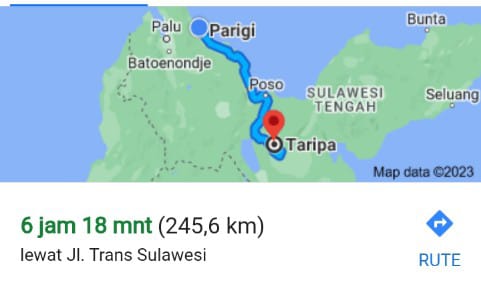 Palu
Parigi
Batoenondje
Bunta
Poso
SULAWESI
TENGAH
Seluang
Taripa
Map data ©2023
6 jam 18 mnt (245,6 km)
lewat Jl. Trans Sulawesi
RUTE